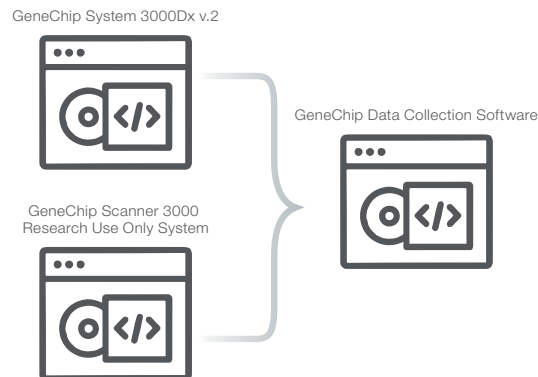 GeneChip System 3000Dx v.2
</>
GeneChip Data Collection Software
</>
GeneChip Scanner 3000
Research Use Only System
</>